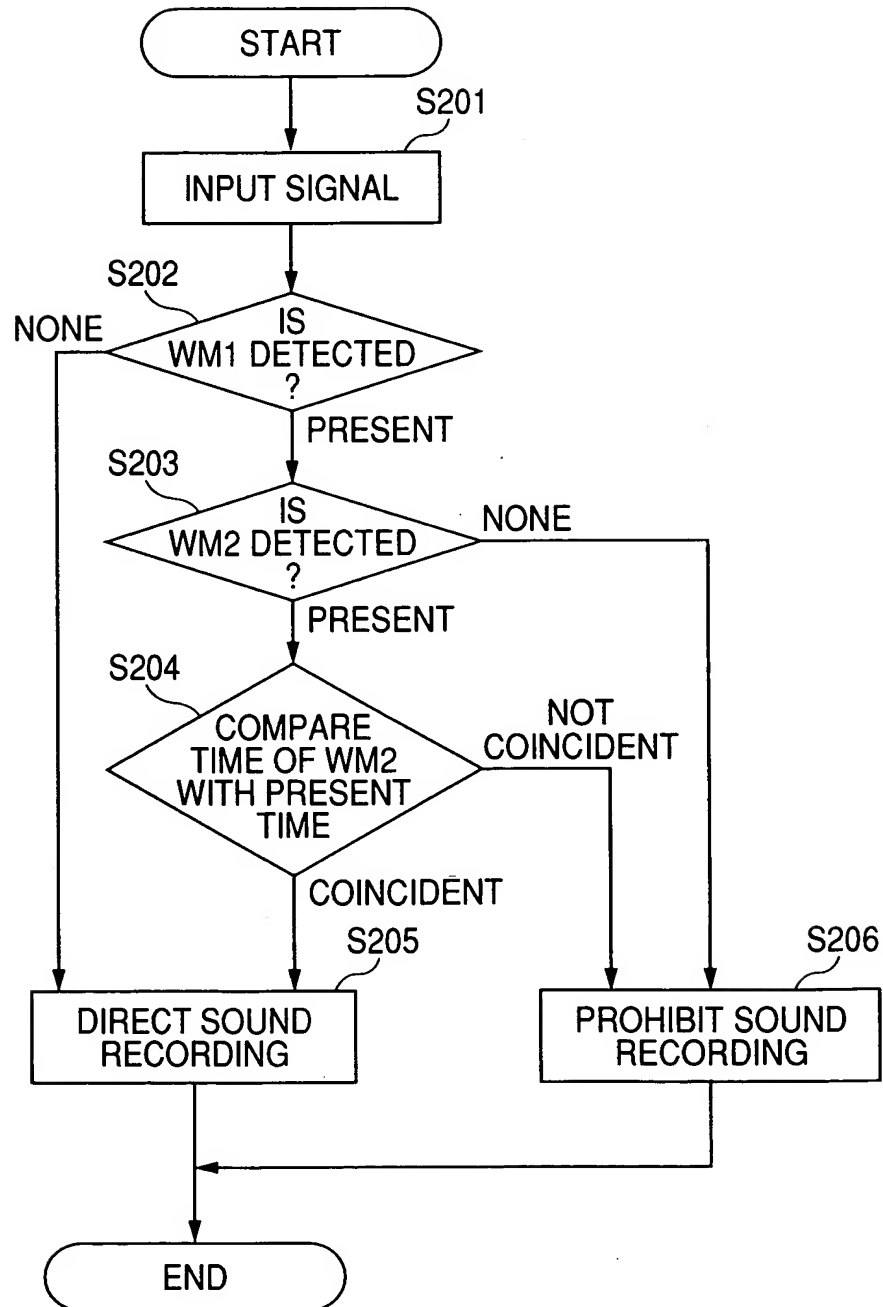 START
S201
INPUT SIGNAL
S202
NONE
IS
WM1 DETECTED
?
PRESENT
S203
IS
WM2 DETECTED
?
NONE
PRESENT
S204
COMPARE
TIME OF WM2
WITH PRESENT
TIME
NOT
COINCIDENT
COINCIDENT
S205
DIRECT SOUND
RECORDING
S206
PROHIBIT SOUND
RECORDING
END